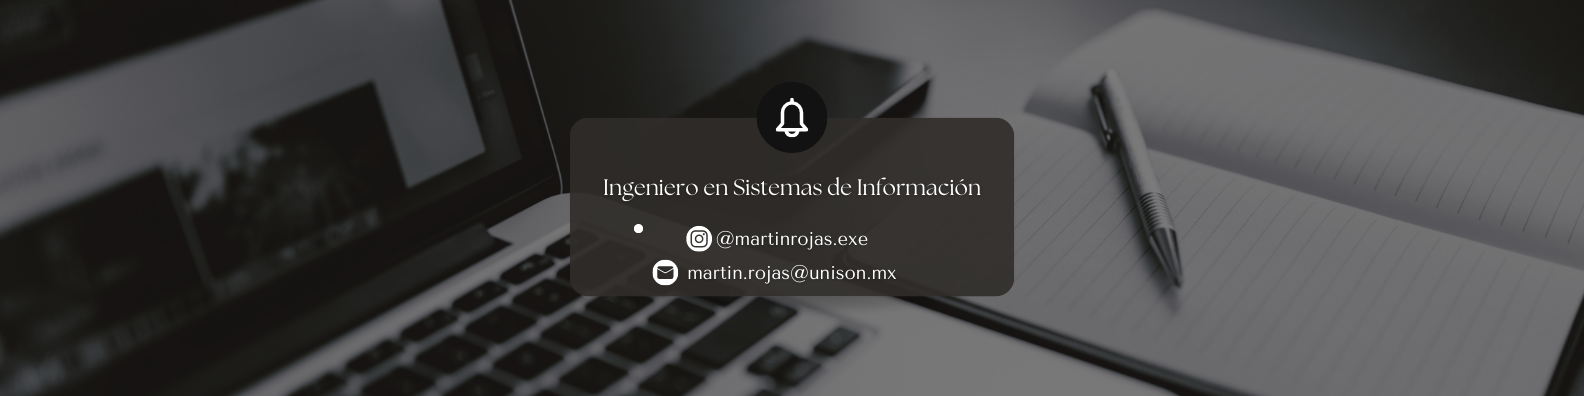 Ingeniero en Sistemas de Información
@martinrojas.exe
martin.rojas@unison.mx